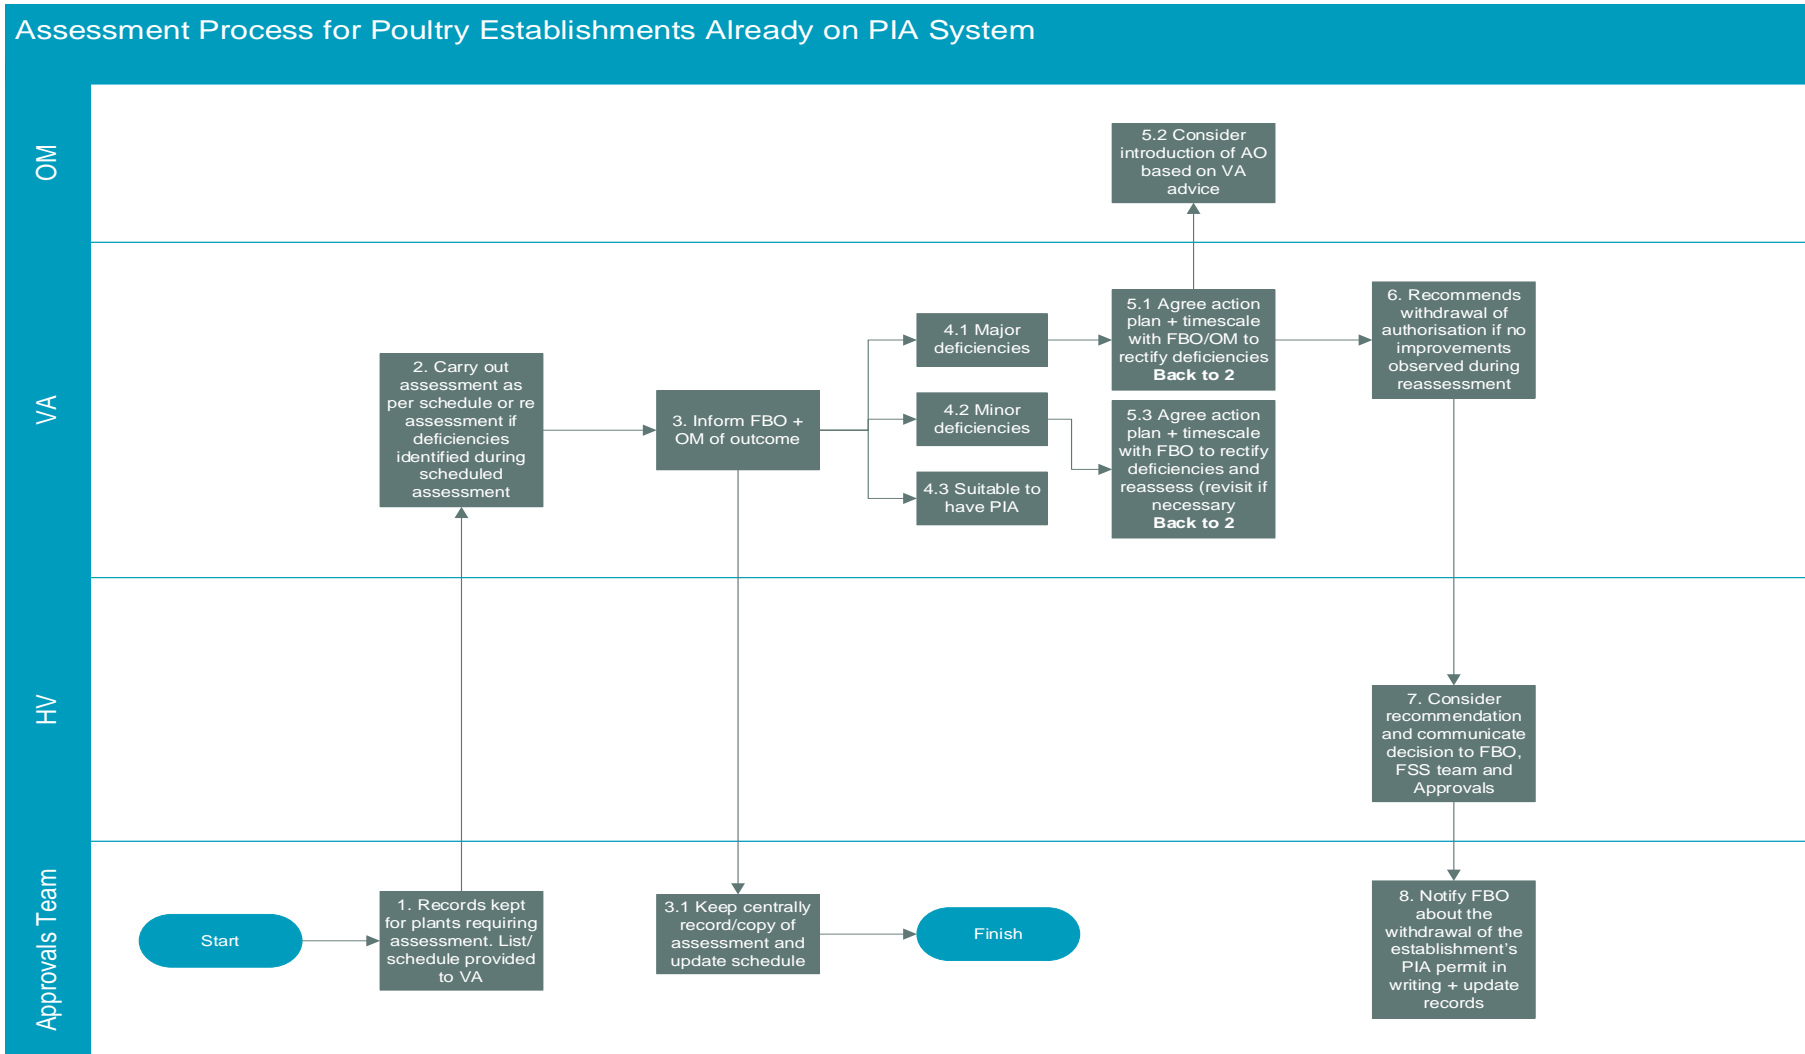 Assessment Process for Poultry Establishments Already on PIA System
OM
5.2 Consider
introduction of AO
based on VA
advice
VA
2. Carry out
assessment as
per schedule or re
assessment if
deficiencies
identified during
scheduled
assessment
3. Inform FBO +
OM of outcome
4.1 Major
deficiencies
4.2 Minor
deficiencies
4.3 Suitable to
have PIA
5.1 Agree action
plan + timescale
with FBO/OM to
rectify deficiencies
Back to 2
5.3 Agree action
plan + timescale
with FBO to rectify
deficiencies and
reassess (revisit if
necessary
Back to 2
6. Recommends
withdrawal of
authorisation if no
improvements
observed during
reassessment
HV
7. Consider
recommendation
and communicate
decision to FBO,
FSS team and
Approvals
Approvals Team
Start
1. Records kept
for plants requiring
assessment. List/
schedule provided
to VA
3.1 Keep centrally
record/copy of
assessment and
update schedule
Finish
8. Notify FBO
about the
withdrawal of the
establishment's
PIA permit in
writing + update
records